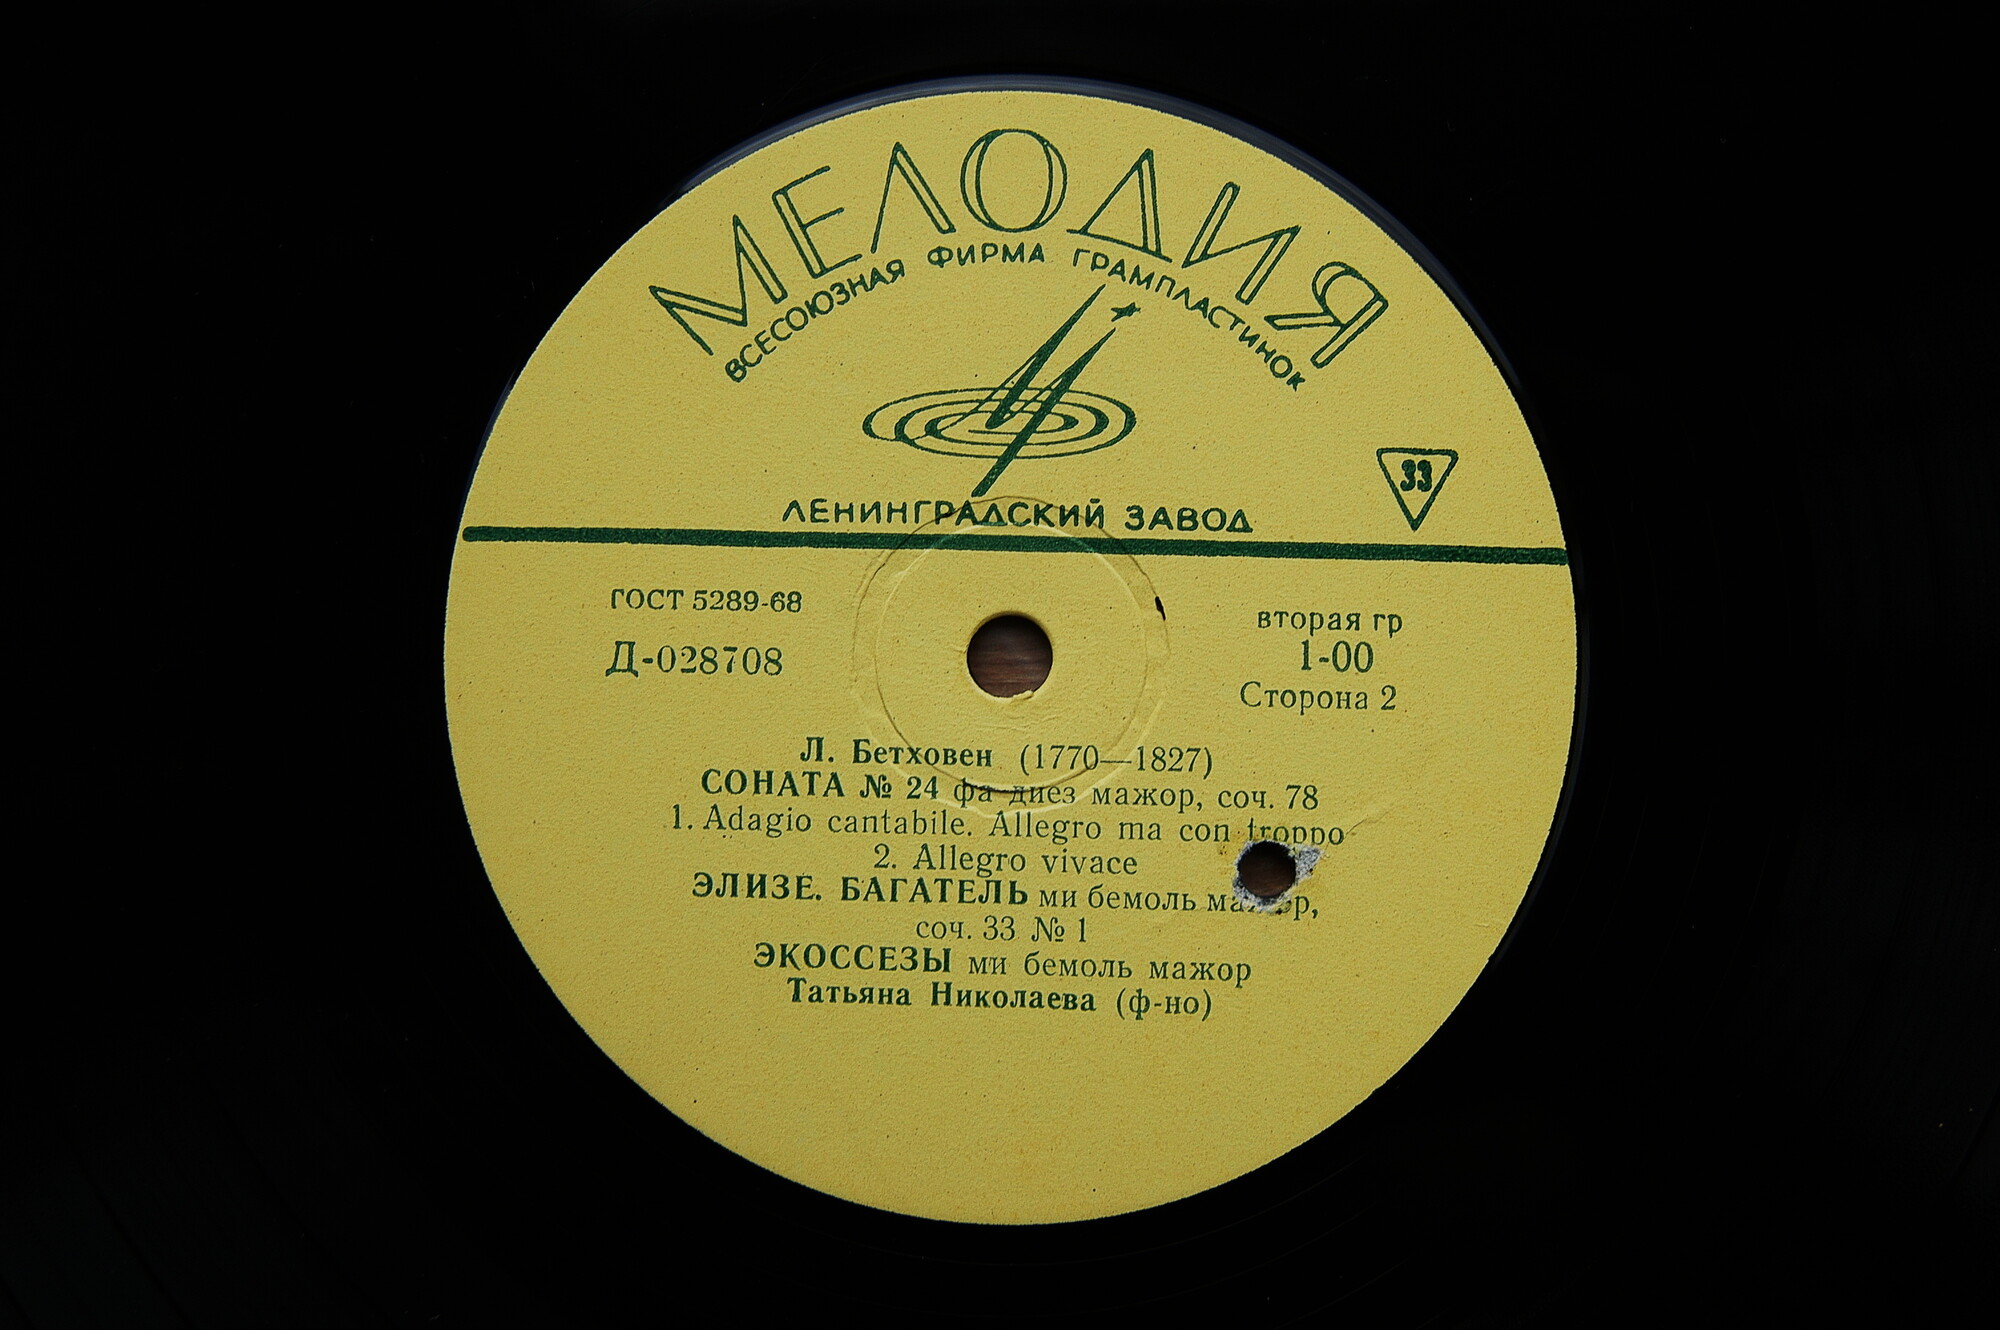 МЕЛОДИЯ
ВСЕСОЮЗНАЯ ФИРМА ГРАМПЛАСТИНОК
33
ЛЕНИНГРАДСКИЙ ЗАВОД
ГОСТ 5289-68
Д-028708
вторая гр
1-00
Сторона 2
Л. Бетховен (1770—1827)
СОНАТА № 24 фа диез мажор, соч. 78
1. Adagio cantabile. Allegro ma con troppo
2. Allegro vivace
ЭЛИЗЕ. БАГАТЕЛЬ ми бемоль мажор,
соч. 33 № 1
ЭКОССЕЗЫ ми бемоль мажор
Татьяна Николаева (ф-но)